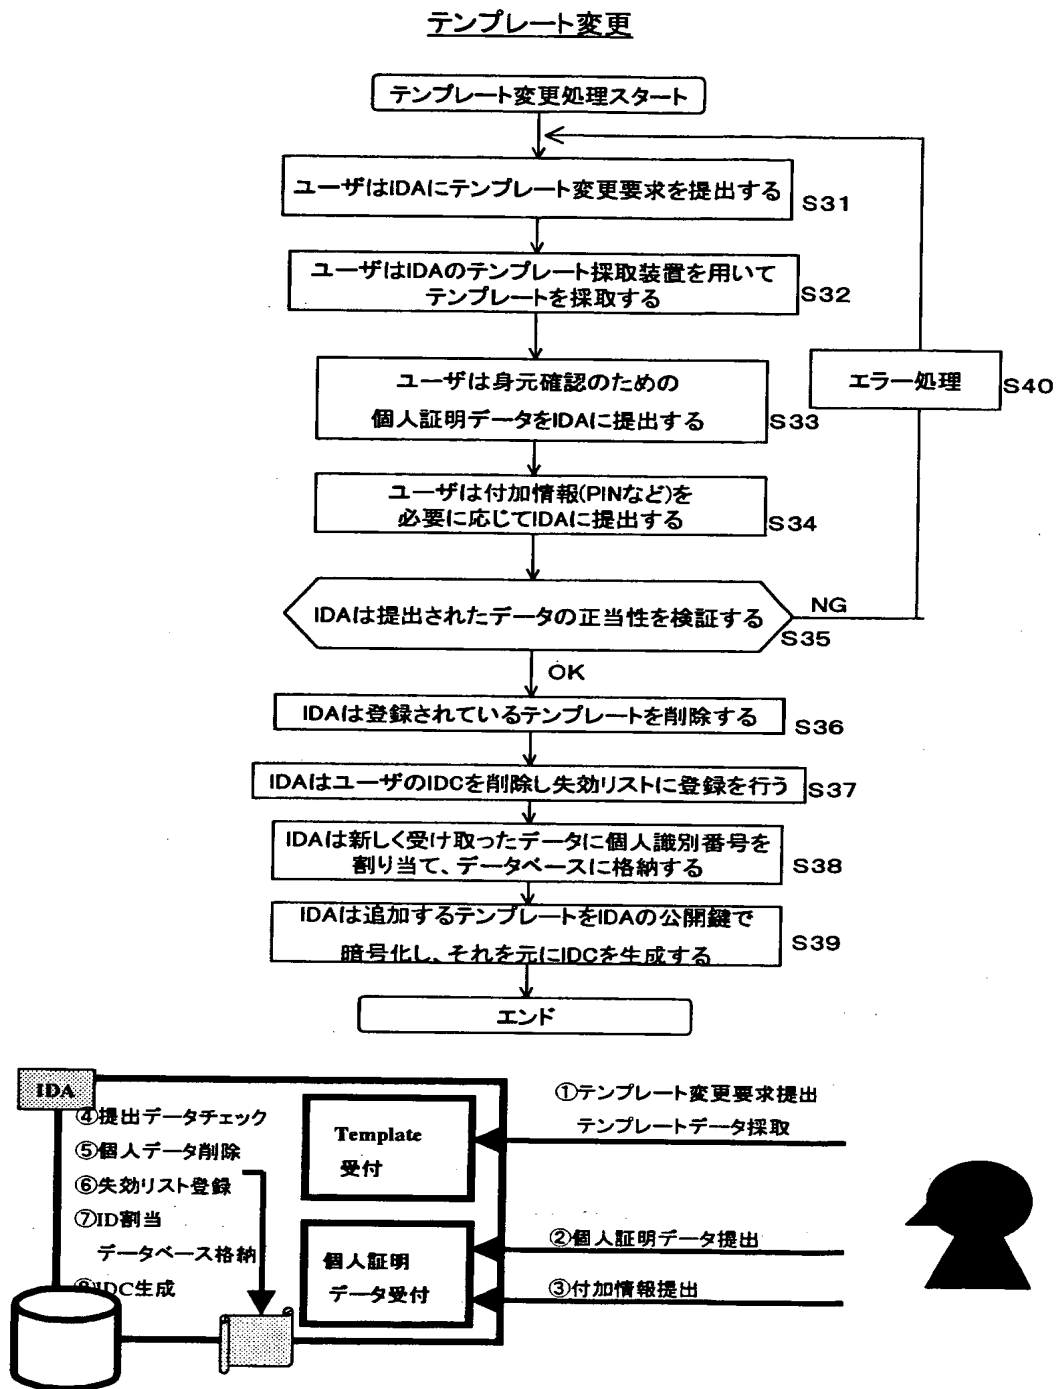 テンプレート変更
テンプレート変更処理スタート
ユーザはIDAにテンプレート変更要求を提出する
S31
ユーザはIDAのテンプレート採取装置を用いて
テンプレートを採取する
S32
ユーザは身元確認のための
個人証明データをIDAに提出する
S33
エラー処理
S40
ユーザは付加情報(PINなど)を
必要に応じてIDAに提出する
S34
IDAは提出されたデータの正当性を検証する
NG
S35
OK
IDAは登録されているテンプレートを削除する
S36
IDAはユーザのIDCを削除し失効リストに登録を行う
S37
IDAは新しく受け取ったデータに個人識別番号を
割り当て、データベースに格納する
S38
IDAは追加するテンプレートをIDAの公開鍵で
暗号化し、それを元にIDCを生成する
S39
エンド
IDA
④提出データチェック
⑤個人データ削除
⑥失効リスト登録
⑦ID割当
データベース格納
⑧IDC生成
Template
受付
個人証明
データ受付
①テンプレート変更要求提出
テンプレートデータ採取
②個人証明データ提出
③付加情報提出